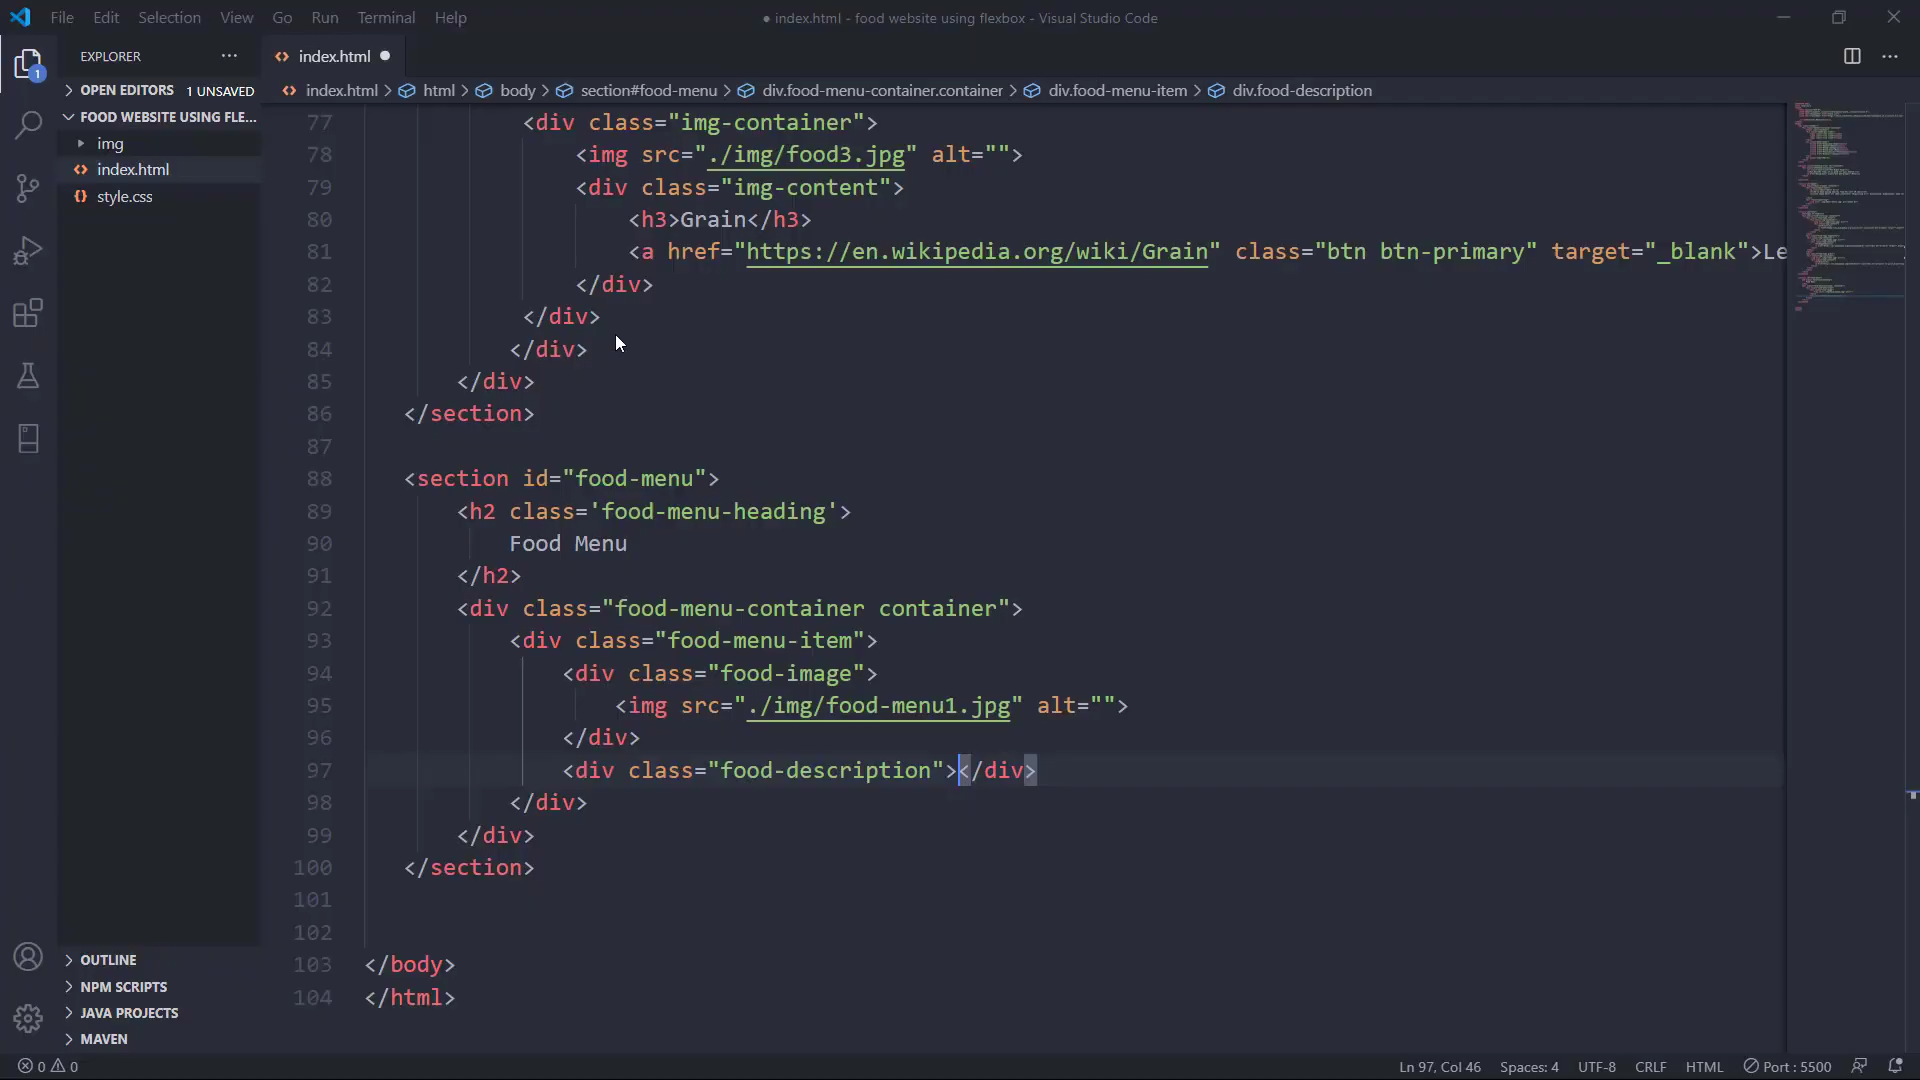 File Edit Selection View Go Run Terminal Help
● index.html - food website using flexbox - Visual Studio Code
EXPLORER
OPEN EDITORS 1 UNSAVED
FOOD WEBSITE USING FLE...
img
index.html
style.css
OUTLINE
NPM SCRIPTS
JAVA PROJECTS
MAVEN
1
index.html ●
index.html > html > body > section#food-menu > div.food-menu-container.container > div.food-menu-item > div.food-description
77 <div class="img-container">
78 <img src="./img/food3.jpg" alt="">
79 <div class="img-content">
80 <h3>Grain</h3>
81 <a href="https://en.wikipedia.org/wiki/Grain" class="btn btn-primary" target="_blank">Le
82 </div>
83 </div>
84 </div>
85 </div>
86 </section>
87
88 <section id="food-menu">
89 <h2 class='food-menu-heading'>
90 Food Menu
91 </h2>
92 <div class="food-menu-container container">
93 <div class="food-menu-item">
94 <div class="food-image">
95 <img src="./img/food-menu1.jpg" alt="">
96 </div>
97 <div class="food-description"></div>
98 </div>
99 </div>
100 </section>
101
102
103 </body>
104 </html>
0 0
Ln 97, Col 46 Spaces: 4 UTF-8 CRLF HTML Port : 5500